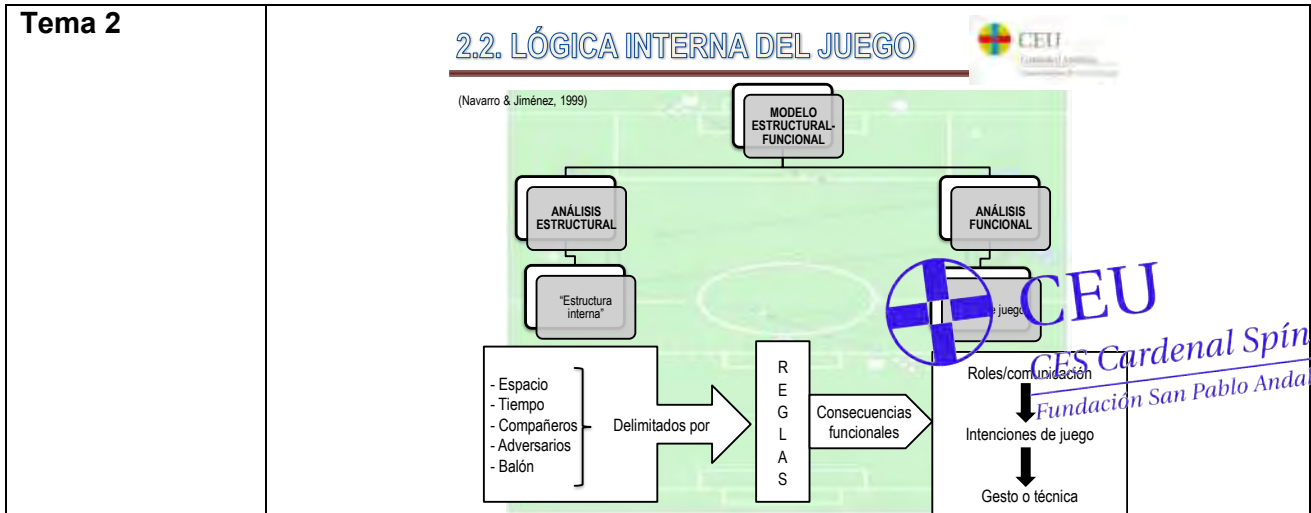 Tema 2
2.2. LÓGICA INTERNA DEL JUEGO
CEU
(Navarro & Jiménez, 1999)
MODELO
ESTRUCTURAL-
FUNCIONAL
ANÁLISIS
ESTRUCTURAL
ANÁLISIS
FUNCIONAL
"Estructura
interna"
juego
CEU
CES Cardenal Spín
Fundación San Pablo Andal
- Espacio
- Tiempo
- Compañeros
- Adversarios
- Balón
Delimitados por
R
E
G
L
A
S
Consecuencias
funcionales
Roles/comunidación
Intenciones de juego
Gesto o técnica